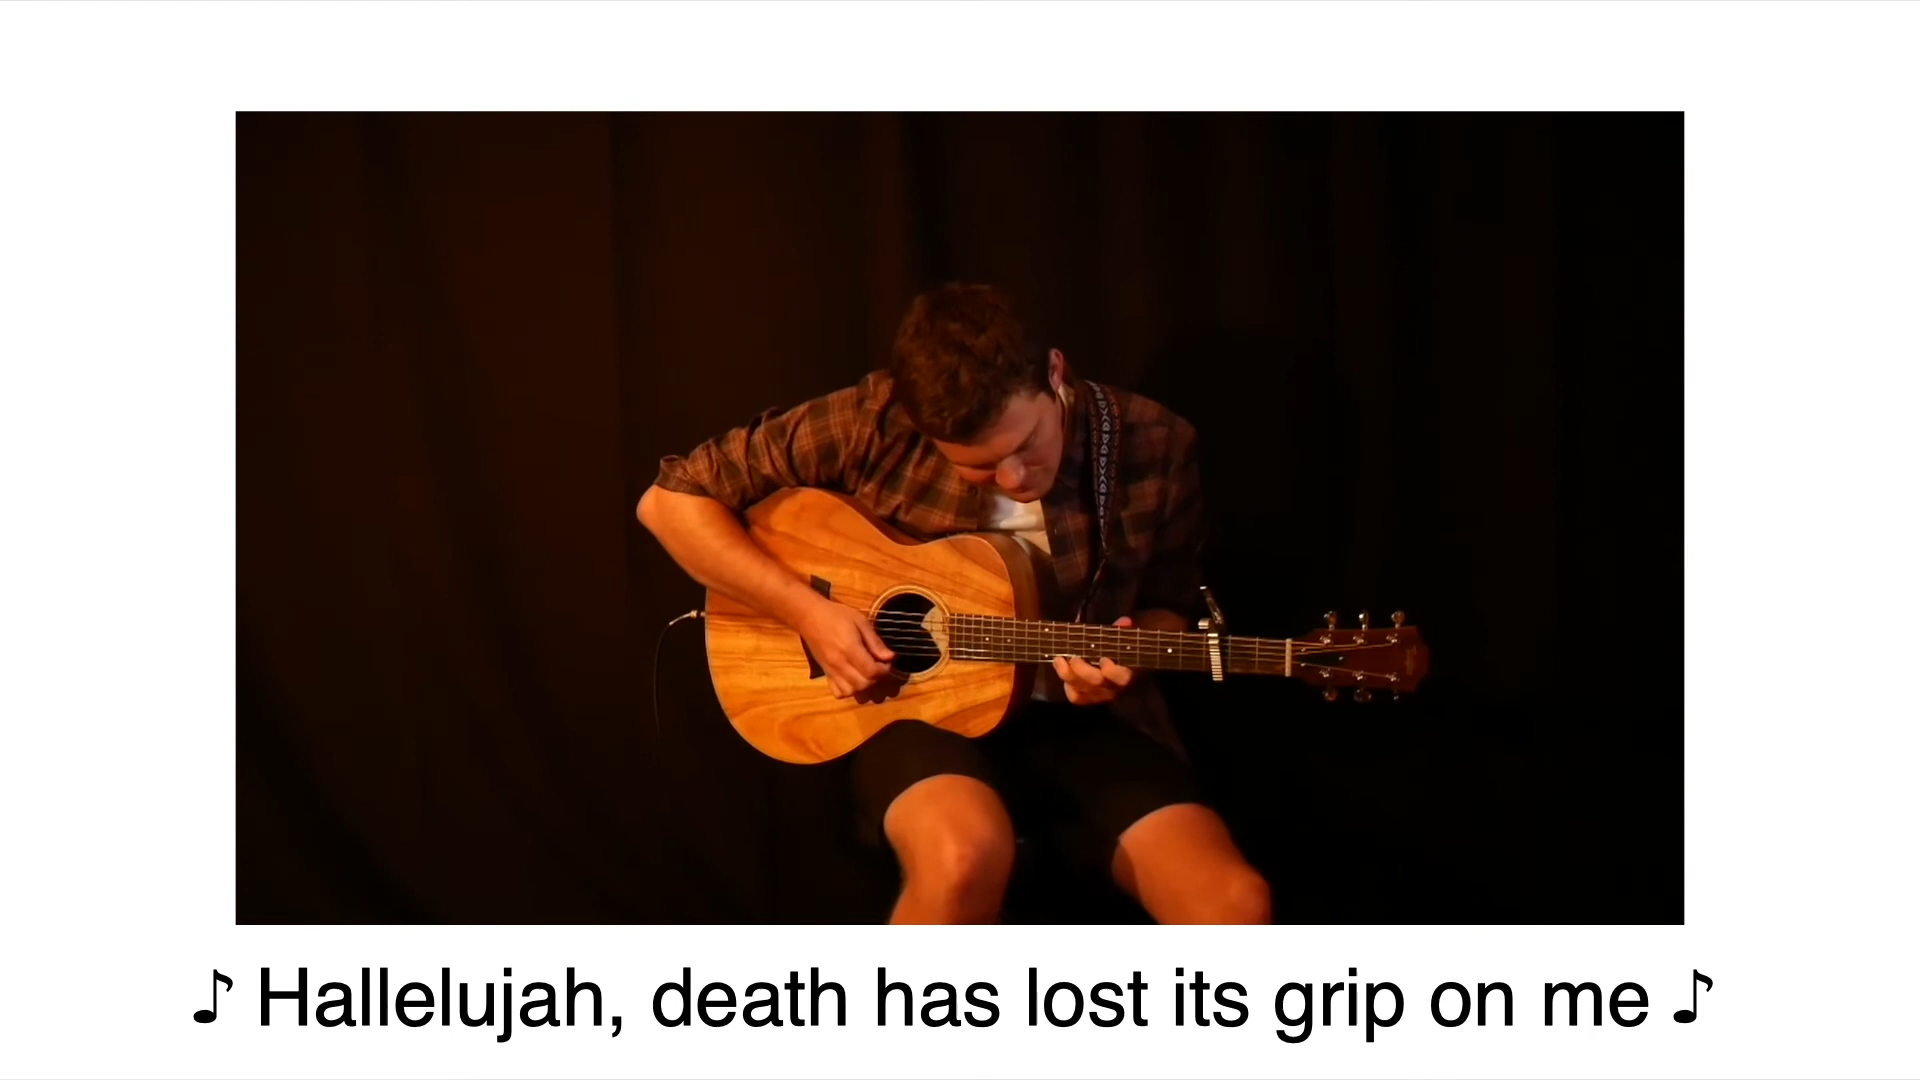 ♪ Hallelujah, death has lost its grip on me ♪